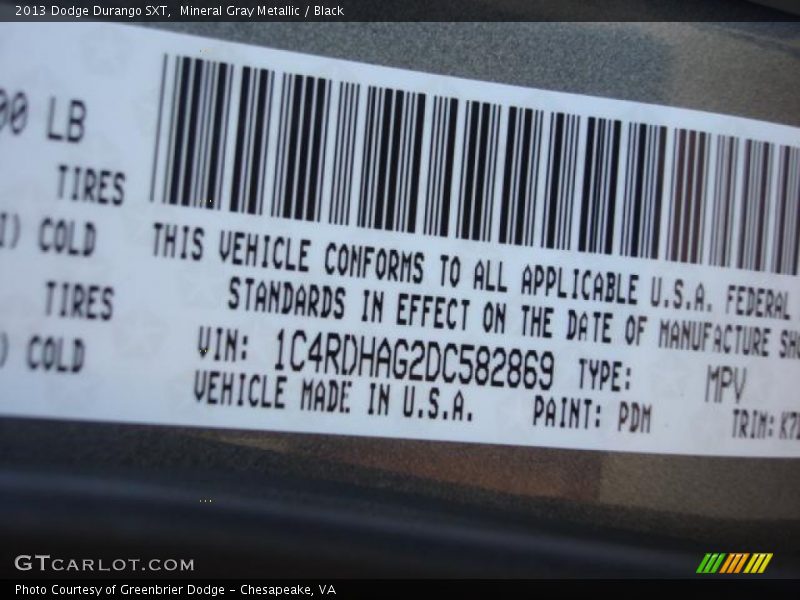 2013 Dodge Durango SXT,  Mineral Gray Metallic / Black
00 LB
TIRES
COLD
TIRES
COLD
THIS VEHICLE CONFORMS TO ALL APPLICABLE U.S.A. FEDERAL
STANDARDS IN EFFECT ON THE DATE OF MANUFACTURE SH
VIN: 1C4RDHAG2DC582869 TYPE: MPV
VEHICLE MADE IN U.S.A. PAINT: PDM TRIM:
GTCARLOT.COM
Photo Courtesy of Greenbrier Dodge - Chesapeake, VA